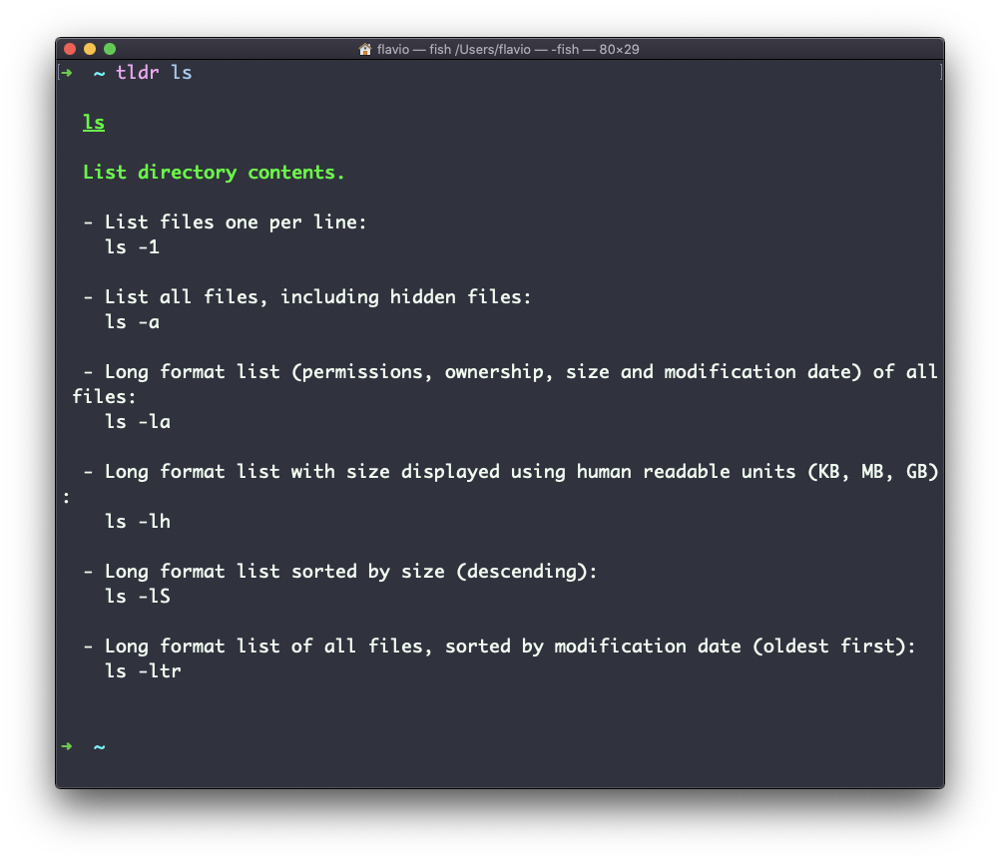 flavio — fish /Users/flavio — -fish — 80×29
[➜  ~ tldr ls ]
ls
List directory contents.
- List files one per line:
ls -1
- List all files, including hidden files:
ls -a
- Long format list (permissions, ownership, size and modification date) of all
files:
ls -la
- Long format list with size displayed using human readable units (KB, MB, GB)
:
ls -lh
- Long format list sorted by size (descending):
ls -lS
- Long format list of all files, sorted by modification date (oldest first):
ls -ltr
➜  ~